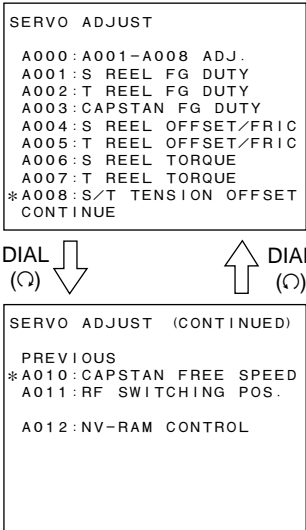 SERVO ADJUST
A000:A001-A008 ADJ.
A001:S REEL FG DUTY
A002:T REEL FG DUTY
A003:CAPSTAN FG DUTY
A004:S REEL OFFSET/FRIC
A005:T REEL OFFSET/FRIC
A006:S REEL TORQUE
A007:T REEL TORQUE
*A008:S/T TENSION OFFSET
CONTINUE
DIAL
(↻)
DIAL
(↺)
SERVO ADJUST (CONTINUED)
PREVIOUS
*A010:CAPSTAN FREE SPEED
A011:RF SWITCHING POS.
A012:NV-RAM CONTROL